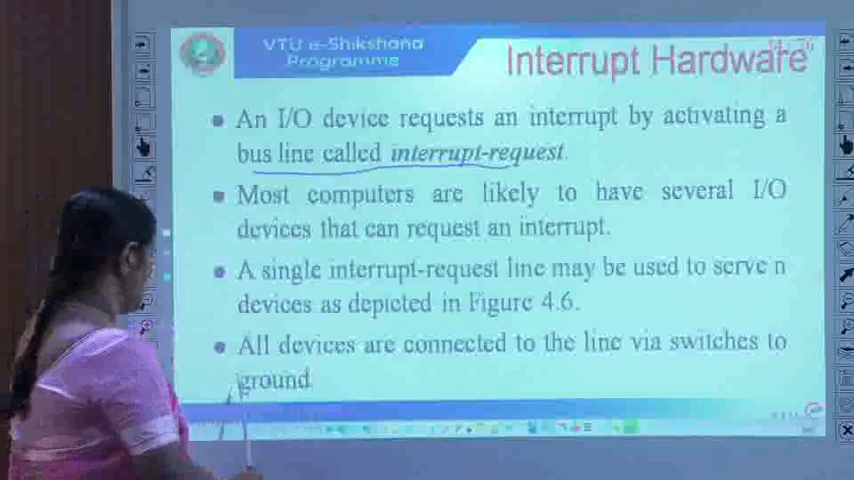 VTU e-Shikshana
Programme
Interrupt Hardware
An I/O device requests an interrupt by activating a
bus line called interrupt-request.
Most computers are likely to have several I/O
devices that can request an interrupt.
A single interrupt-request line may be used to serve n
devices as depicted in Figure 4.6.
All devices are connected to the line via switches to
ground.